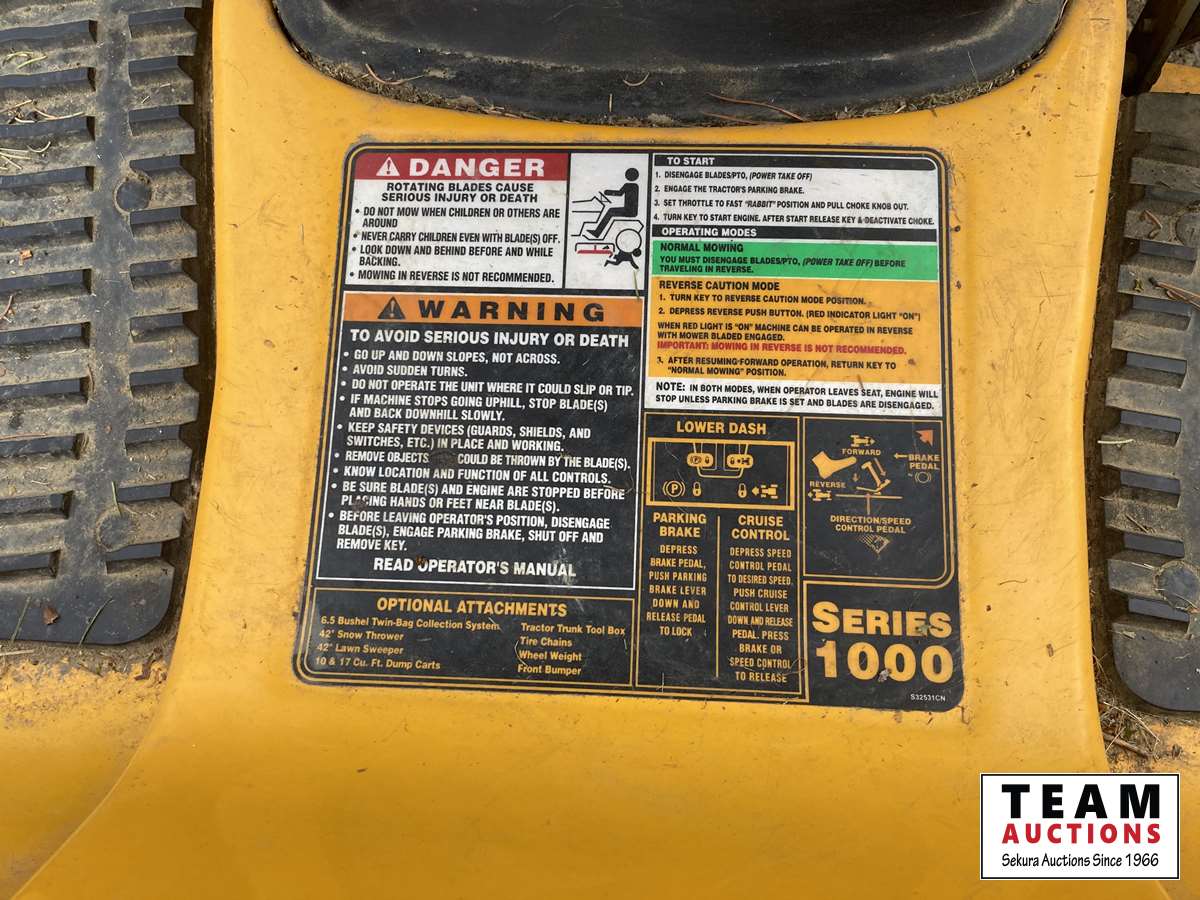 DANGER
ROTATING BLADES CAUSE
SERIOUS INJURY OR DEATH
• DO NOT MOW WHEN CHILDREN OR OTHERS ARE
AROUND
• NEVER CARRY CHILDREN EVEN WITH BLADE(S) OFF.
• LOOK DOWN AND BEHIND BEFORE AND WHILE
BACKING.
• MOWING IN REVERSE IS NOT RECOMMENDED.
WARNING
TO AVOID SERIOUS INJURY OR DEATH
• GO UP AND DOWN SLOPES, NOT ACROSS.
• AVOID SUDDEN TURNS.
• DO NOT OPERATE THE UNIT WHERE IT COULD SLIP OR TIP.
• IF MACHINE STOPS GOING UPHILL, STOP BLADE(S)
AND BACK DOWNHILL SLOWLY.
• KEEP SAFETY DEVICES (GUARDS, SHIELDS, AND
SWITCHES, ETC.) IN PLACE AND WORKING.
• REMOVE OBJECTS COULD BE THROWN BY THE BLADE(S).
• KNOW LOCATION AND FUNCTION OF ALL CONTROLS.
• BE SURE BLADE(S) AND ENGINE ARE STOPPED BEFORE
PLACING HANDS OR FEET NEAR BLADE(S).
• BEFORE LEAVING OPERATOR'S POSITION, DISENGAGE
BLADE(S), ENGAGE PARKING BRAKE, SHUT OFF AND
REMOVE KEY.
READ OPERATOR'S MANUAL
OPTIONAL ATTACHMENTS
6.5 Bushel Twin-Bag Collection System
42" Snow Thrower
42" Lawn Sweeper
10 & 17 Cu. Ft. Dump Carts
Tractor Trunk Tool Box
Tire Chains
Wheel Weight
Front Bumper
TO START
1. DISENGAGE BLADES/PTO, (POWER TAKE OFF)
2. ENGAGE THE TRACTOR'S PARKING BRAKE.
3. SET THROTTLE TO FAST "RABBIT" POSITION AND PULL CHOKE KNOB OUT.
4. TURN KEY TO START ENGINE. AFTER START RELEASE KEY & DEACTIVATE CHOKE.
OPERATING MODES
NORMAL MOWING
YOU MUST DISENGAGE BLADES/PTO, (POWER TAKE OFF) BEFORE
TRAVELING IN REVERSE.
REVERSE CAUTION MODE
1. TURN KEY TO REVERSE CAUTION MODE POSITION.
2. DEPRESS REVERSE PUSH BUTTON. (RED INDICATOR LIGHT "ON")
WHEN RED LIGHT IS "ON" MACHINE CAN BE OPERATED IN REVERSE
WITH MOWER BLADED ENGAGED.
IMPORTANT: MOWING IN REVERSE IS NOT RECOMMENDED.
3. AFTER RESUMING FORWARD OPERATION, RETURN KEY TO
"NORMAL MOWING" POSITION.
NOTE: IN BOTH MODES, WHEN OPERATOR LEAVES SEAT, ENGINE WILL
STOP UNLESS PARKING BRAKE IS SET AND BLADES ARE DISENGAGED.
LOWER DASH
PARKING
BRAKE
DEPRESS
BRAKE PEDAL,
PUSH PARKING
BRAKE LEVER
DOWN AND
RELEASE PEDAL
TO LOCK
CRUISE
CONTROL
DEPRESS SPEED
CONTROL PEDAL
TO DESIRED SPEED.
PUSH CRUISE
CONTROL LEVER
DOWN AND RELEASE
PEDAL. PRESS
BRAKE OR
SPEED CONTROL
TO RELEASE
FORWARD
BRAKE
PEDAL
REVERSE
DIRECTION/SPEED
CONTROL PEDAL
SERIES
1000
S32531CN
TEAM
AUCTIONS
Sekura Auctions Since 1966